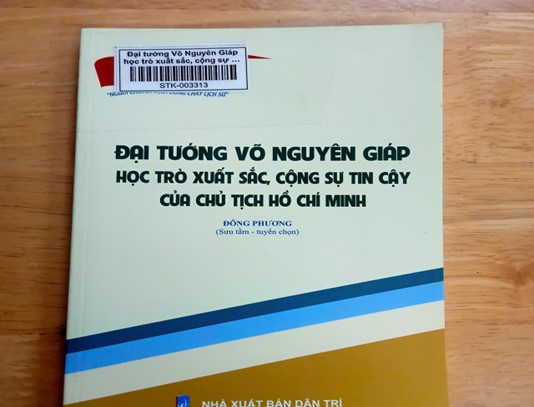 Đại tướng Võ Nguyên Giáp
học trò xuất sắc, cộng sự ...
STK-003313
ĐẠI TƯỚNG VÕ NGUYÊN GIÁP
HỌC TRÒ XUẤT SẮC, CỘNG SỰ TIN CẬY
CỦA CHỦ TỊCH HỒ CHÍ MINH
ĐÔNG PHƯƠNG
(Sưu tầm - tuyển chọn)
NHÀ XUẤT BẢN DÂN TRÍ